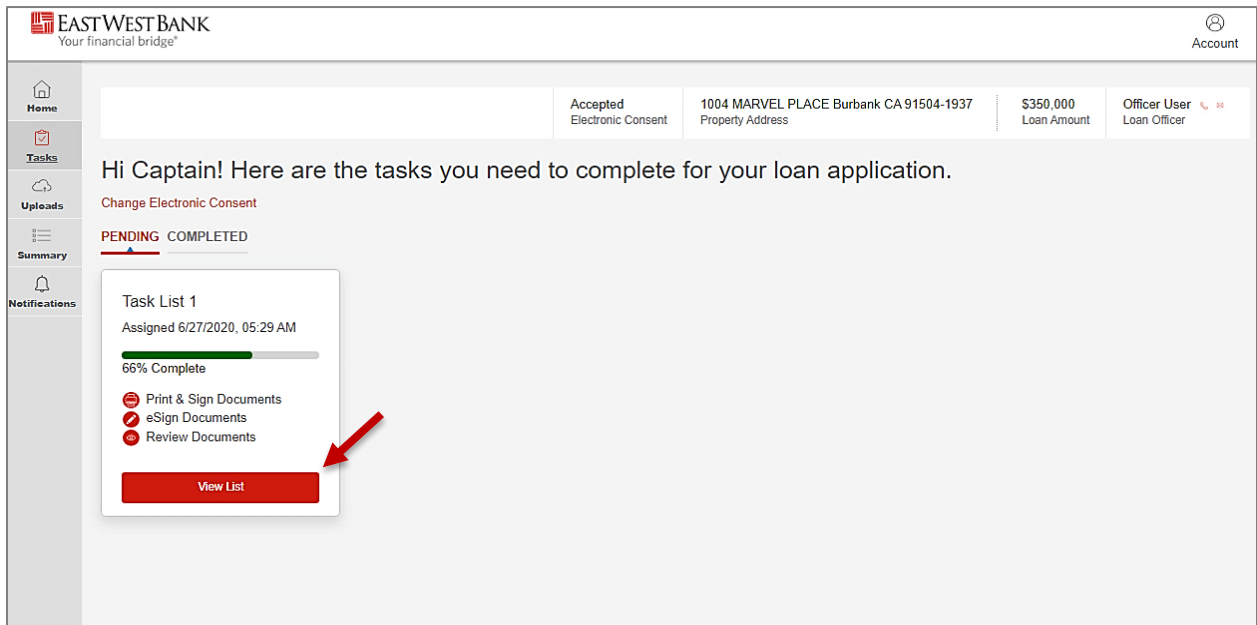 EAST WEST BANK
Your financial bridge®
Account
Home
Tasks
Uploads
Summary
Notifications
Accepted
Electronic Consent
1004 MARVEL PLACE Burbank CA 91504-1937
Property Address
$350,000
Loan Amount
Officer User
Loan Officer
Hi Captain! Here are the tasks you need to complete for your loan application.
Change Electronic Consent
PENDING COMPLETED
Task List 1
Assigned 6/27/2020, 05:29 AM
66% Complete
Print & Sign Documents
eSign Documents
Review Documents
View List